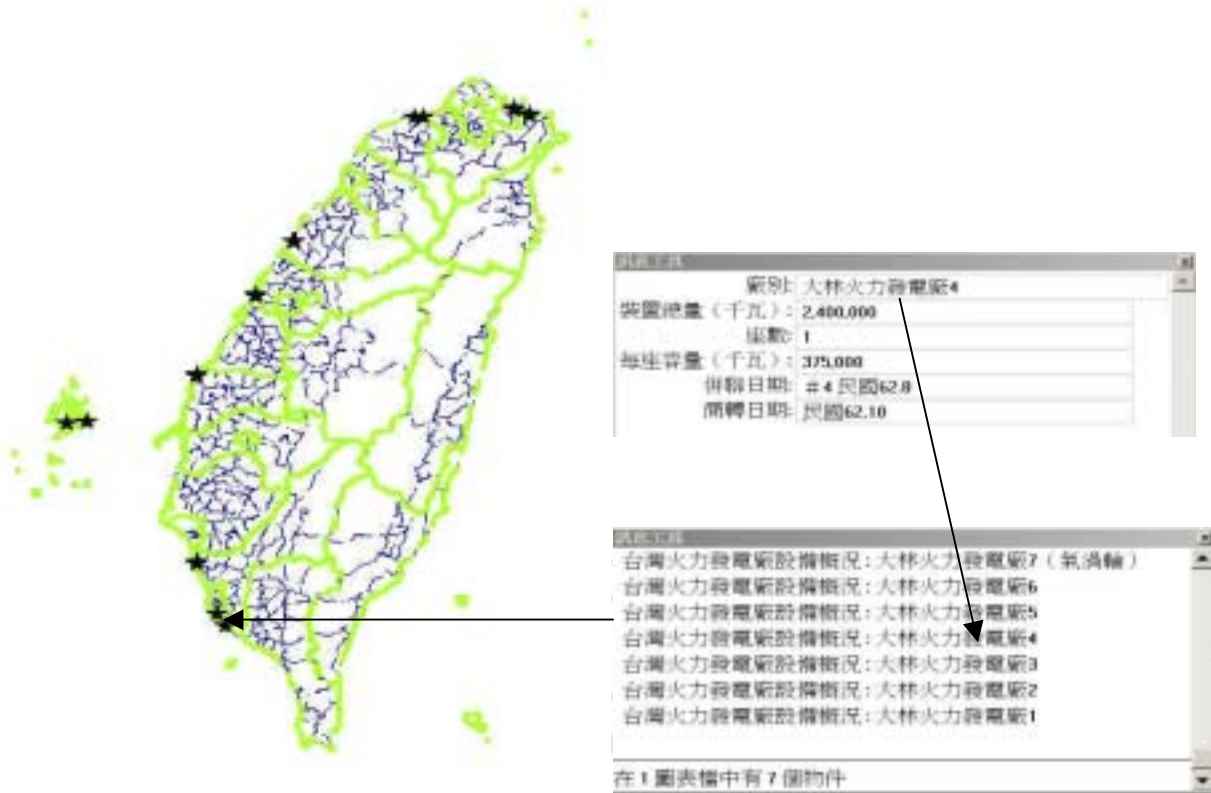 訊息工具
廠別: 大林火力發電廠4
裝置總量（千瓦）: 2,400,000
座數: 1
每座容量（千瓦）: 375,000
併聯日期: #4 民國62.8
商轉日期: 民國62.10
訊息工具
台灣火力發電廠設備概況:大林火力發電廠7（氣渦輪）
台灣火力發電廠設備概況:大林火力發電廠6
台灣火力發電廠設備概況:大林火力發電廠5
台灣火力發電廠設備概況:大林火力發電廠4
台灣火力發電廠設備概況:大林火力發電廠3
台灣火力發電廠設備概況:大林火力發電廠2
台灣火力發電廠設備概況:大林火力發電廠1
在1圖表檔中有7個物件